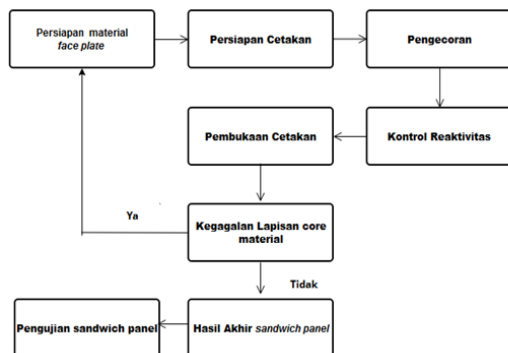 Persiapan material
face plate
Persiapan Cetakan
Pengecoran
Pembukaan Cetakan
Kontrol Reaktivitas
Ya
Kegagalan Lapisan core
material
Tidak
Pengujian sandwich panel
Hasil Akhir sandwich panel